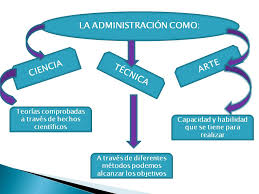 LA ADMINISTRACIÓN COMO:
CIENCIA
TÉCNICA
ARTE
Teorías comprobadas
a través de hechos
científicos
A través de diferentes
métodos podemos
alcanzar los objetivos
Capacidad y habilidad
que se tiene para
realizar